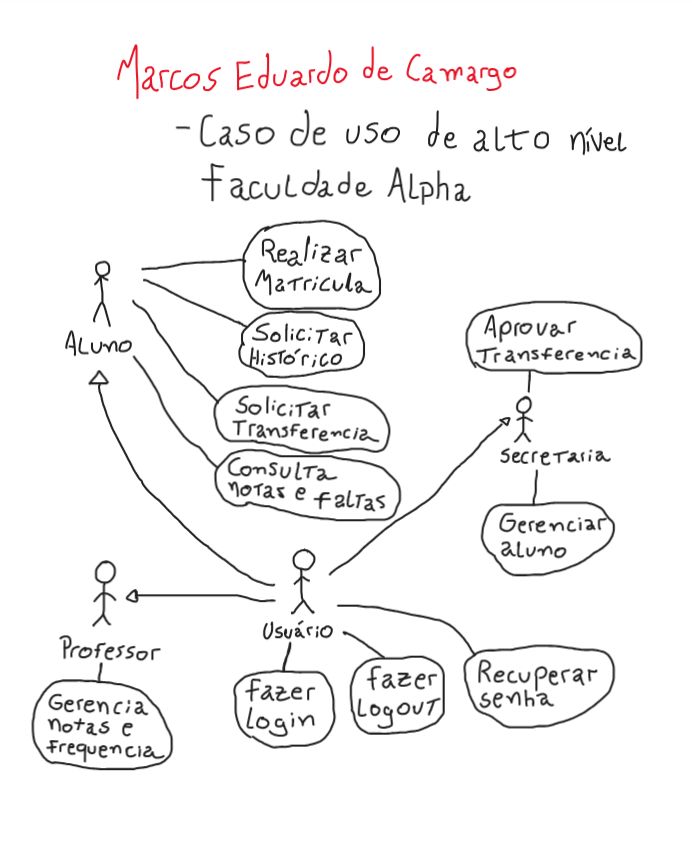 Marcos Eduardo de Camargo
- Caso de uso de alto nível
Faculdade Alpha
Realizar
Matricula
Solicitar
Histórico
Aluno
Solicitar
Transferencia
Consulta
notas e faltas
Aprovar
Transferencia
Secretaria
Gerenciar
aluno
Usuário
Professor
Gerencia
notas e
frequencia
fazer
login
fazer
logout
Recuperar
senha